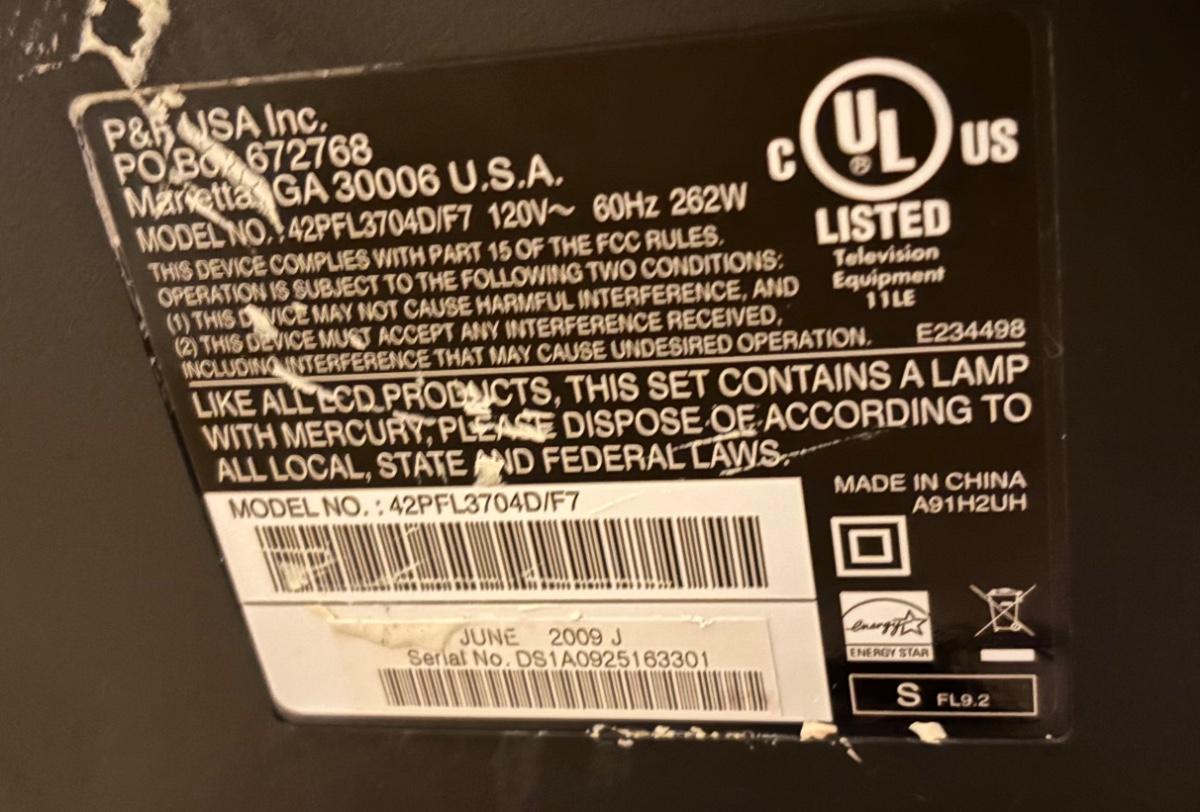 P&F USA Inc.
PO Box 672768
Marietta, GA 30006 U.S.A.
MODEL NO. : 42PFL3704D/F7 120V~ 60Hz 262W
THIS DEVICE COMPLIES WITH PART 15 OF THE FCC RULES.
OPERATION IS SUBJECT TO THE FOLLOWING TWO CONDITIONS:
(1) THIS DEVICE MAY NOT CAUSE HARMFUL INTERFERENCE, AND
(2) THIS DEVICE MUST ACCEPT ANY INTERFERENCE RECEIVED,
INCLUDING INTERFERENCE THAT MAY CAUSE UNDESIRED OPERATION.
C UL ® US
LISTED
Television
Equipment
11LE
E234498
LIKE ALL LCD PRODUCTS, THIS SET CONTAINS A LAMP
WITH MERCURY, PLEASE DISPOSE OF ACCORDING TO
ALL LOCAL, STATE AND FEDERAL LAWS.
MODEL NO. : 42PFL3704D/F7
JUNE 2009 J
Serial No. DS1A0925163301
MADE IN CHINA
A91H2UH
energy
ENERGY STAR
S FL9.2